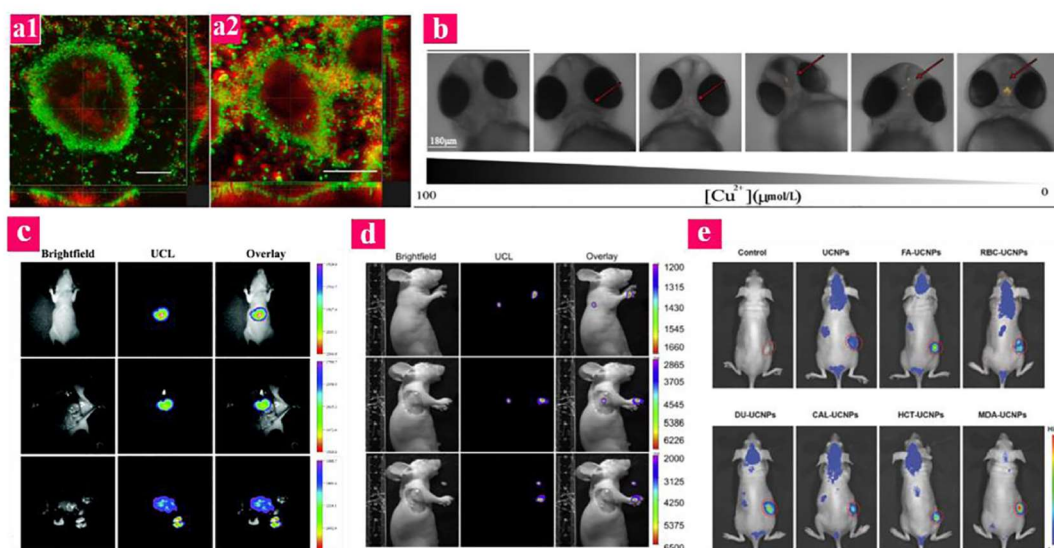 a1
a2
b
180μm
100
[Cu2+](μmol/L)
0
c
Brightfield UCL Overlay
d
Brightfield UCL Overlay
1200
1315
1430
1545
1660
2865
3705
4545
5386
6226
2000
3125
4250
5375
6500
e
Control UCNPs FA-UCNPs RBC-UCNPs
DU-UCNPs CAL-UCNPs HCT-UCNPs MDA-UCNPs